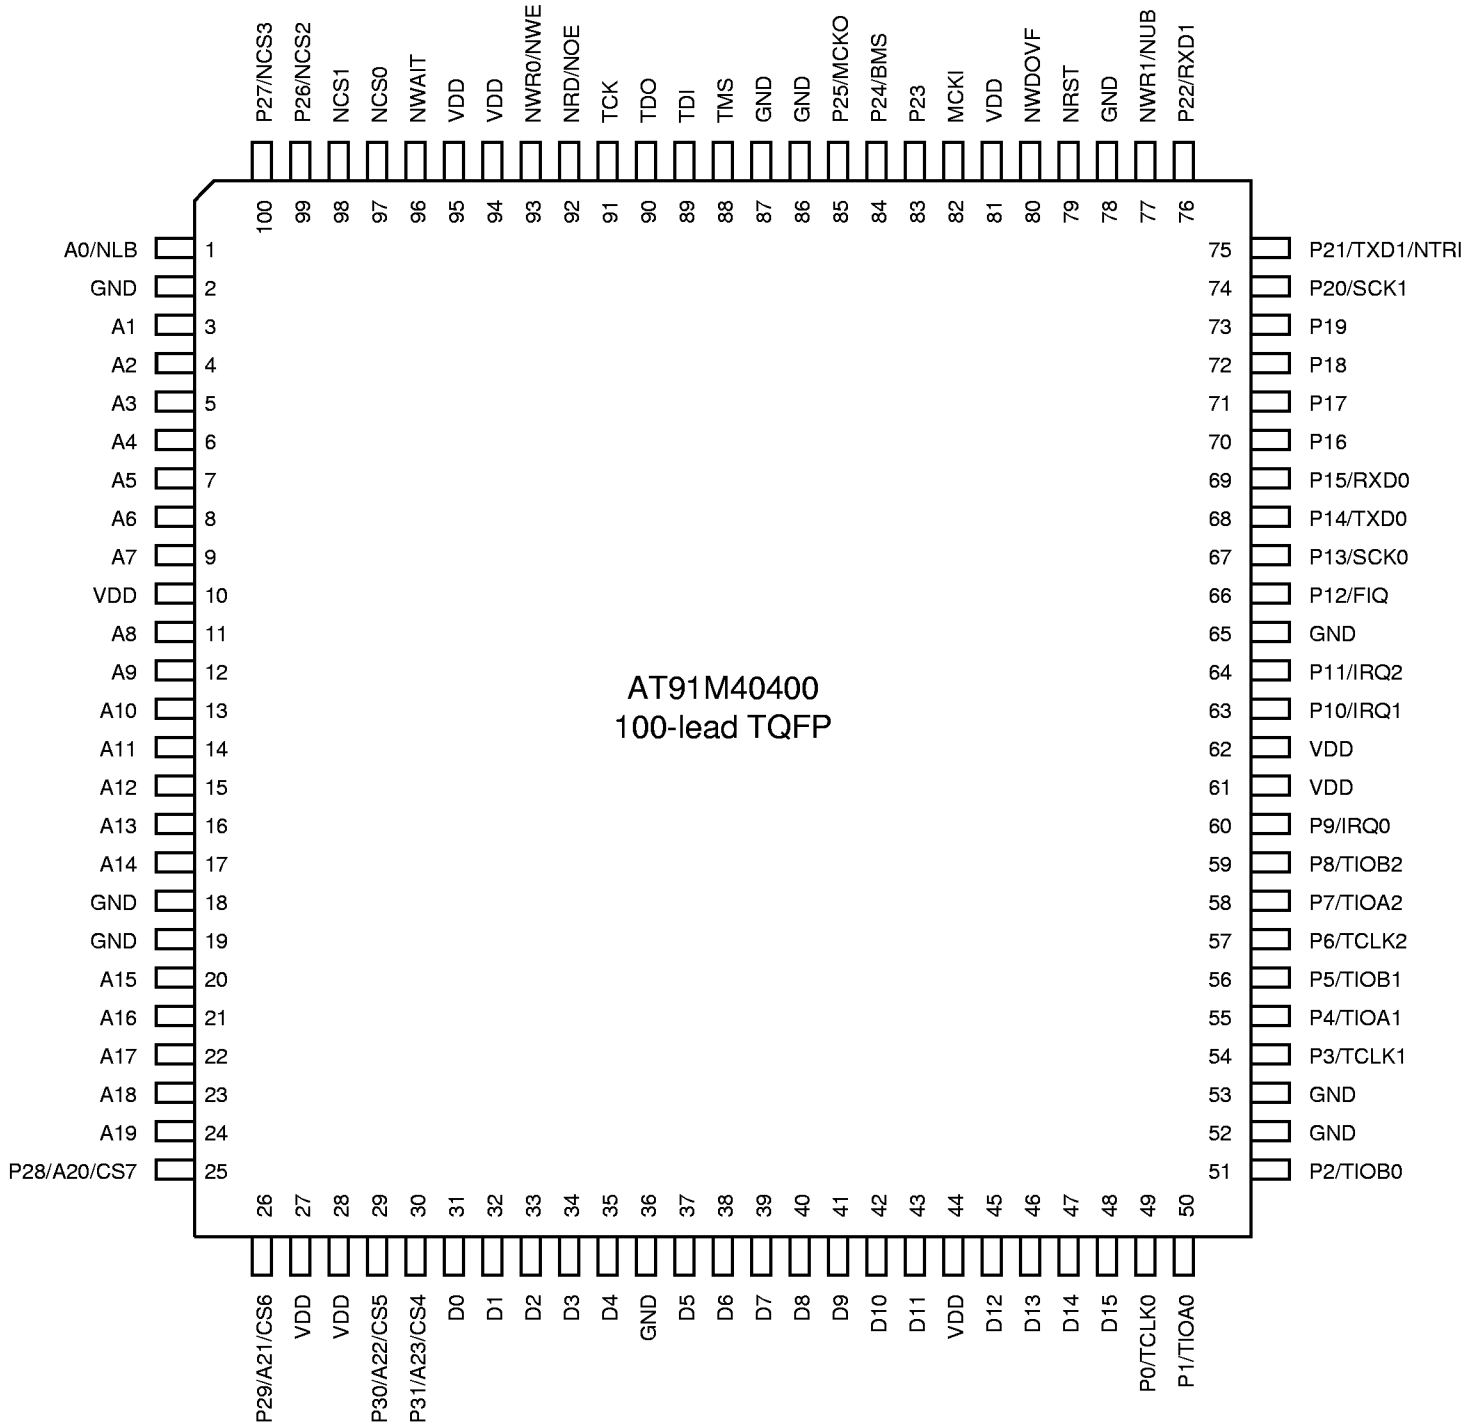 P27/NCS3
P26/NCS2
NCS1
NCS0
NWAIT
VDD
VDD
NWR0/NWE
NRD/NOE
TCK
TDO
TDI
TMS
GND
GND
P25/MCKO
P24/BMS
P23
MCKI
VDD
NWDOVF
NRST
GND
NWR1/NUB
P22/RXD1
100
99
98
97
96
95
94
93
92
91
90
89
88
87
86
85
84
83
82
81
80
79
78
77
76
A0/NLB 1
GND 2
A1 3
A2 4
A3 5
A4 6
A5 7
A6 8
A7 9
VDD 10
A8 11
A9 12
A10 13
A11 14
A12 15
A13 16
A14 17
GND 18
GND 19
A15 20
A16 21
A17 22
A18 23
A19 24
P28/A20/CS7 25
AT91M40400
100-lead TQFP
75 P21/TXD1/NTRI
74 P20/SCK1
73 P19
72 P18
71 P17
70 P16
69 P15/RXD0
68 P14/TXD0
67 P13/SCK0
66 P12/FIQ
65 GND
64 P11/IRQ2
63 P10/IRQ1
62 VDD
61 VDD
60 P9/IRQ0
59 P8/TIOB2
58 P7/TIOA2
57 P6/TCLK2
56 P5/TIOB1
55 P4/TIOA1
54 P3/TCLK1
53 GND
52 GND
51 P2/TIOB0
26
27
28
29
30
31
32
33
34
35
36
37
38
39
40
41
42
43
44
45
46
47
48
49
50
P29/A21/CS6
VDD
VDD
P30/A22/CS5
P31/A23/CS4
D0
D1
D2
D3
D4
GND
D5
D6
D7
D8
D9
D10
D11
VDD
D12
D13
D14
D15
P0/TCLK0
P1/TIOA0